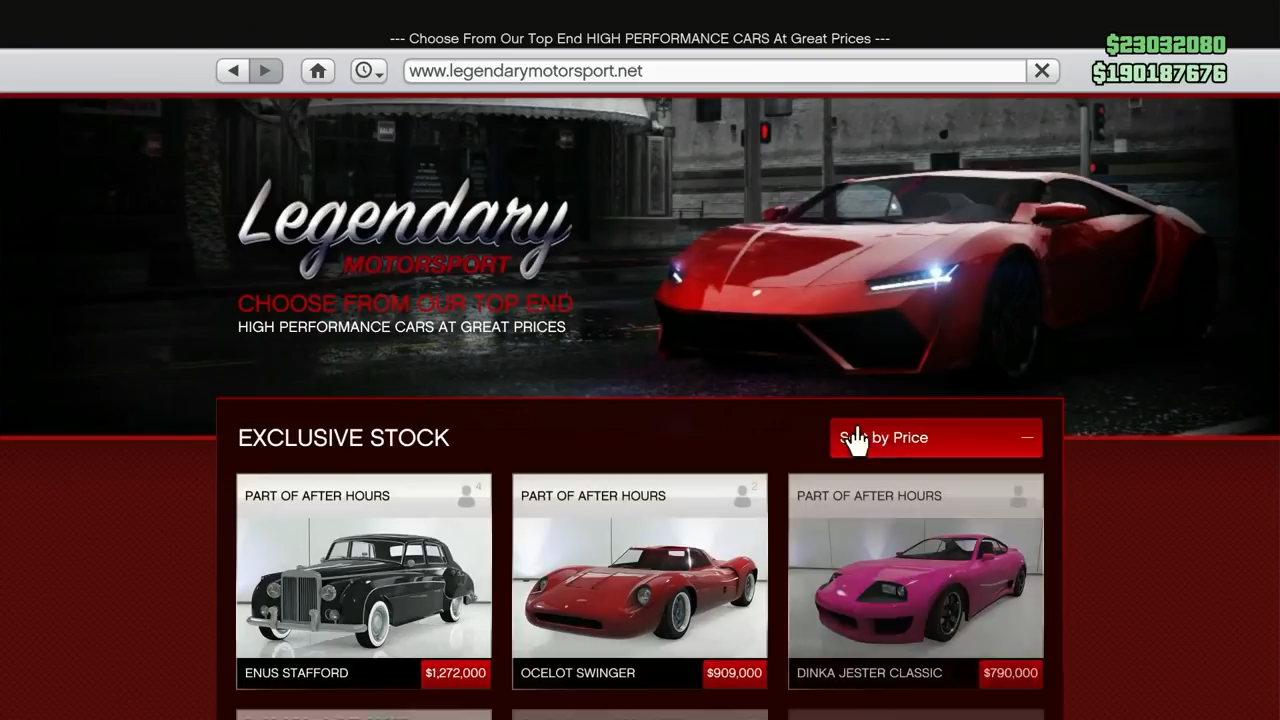 --- Choose From Our Top End HIGH PERFORMANCE CARS At Great Prices ---
$23032080
www.legendarymotorsport.net
$190187676
Legendary
MOTORSPORT
CHOOSE FROM OUR TOP END
HIGH PERFORMANCE CARS AT GREAT PRICES
EXCLUSIVE STOCK
by Price
PART OF AFTER HOURS 4
PART OF AFTER HOURS 2
PART OF AFTER HOURS
ENUS STAFFORD $1,272,000
OCELOT SWINGER $909,000
DINKA JESTER CLASSIC $790,000